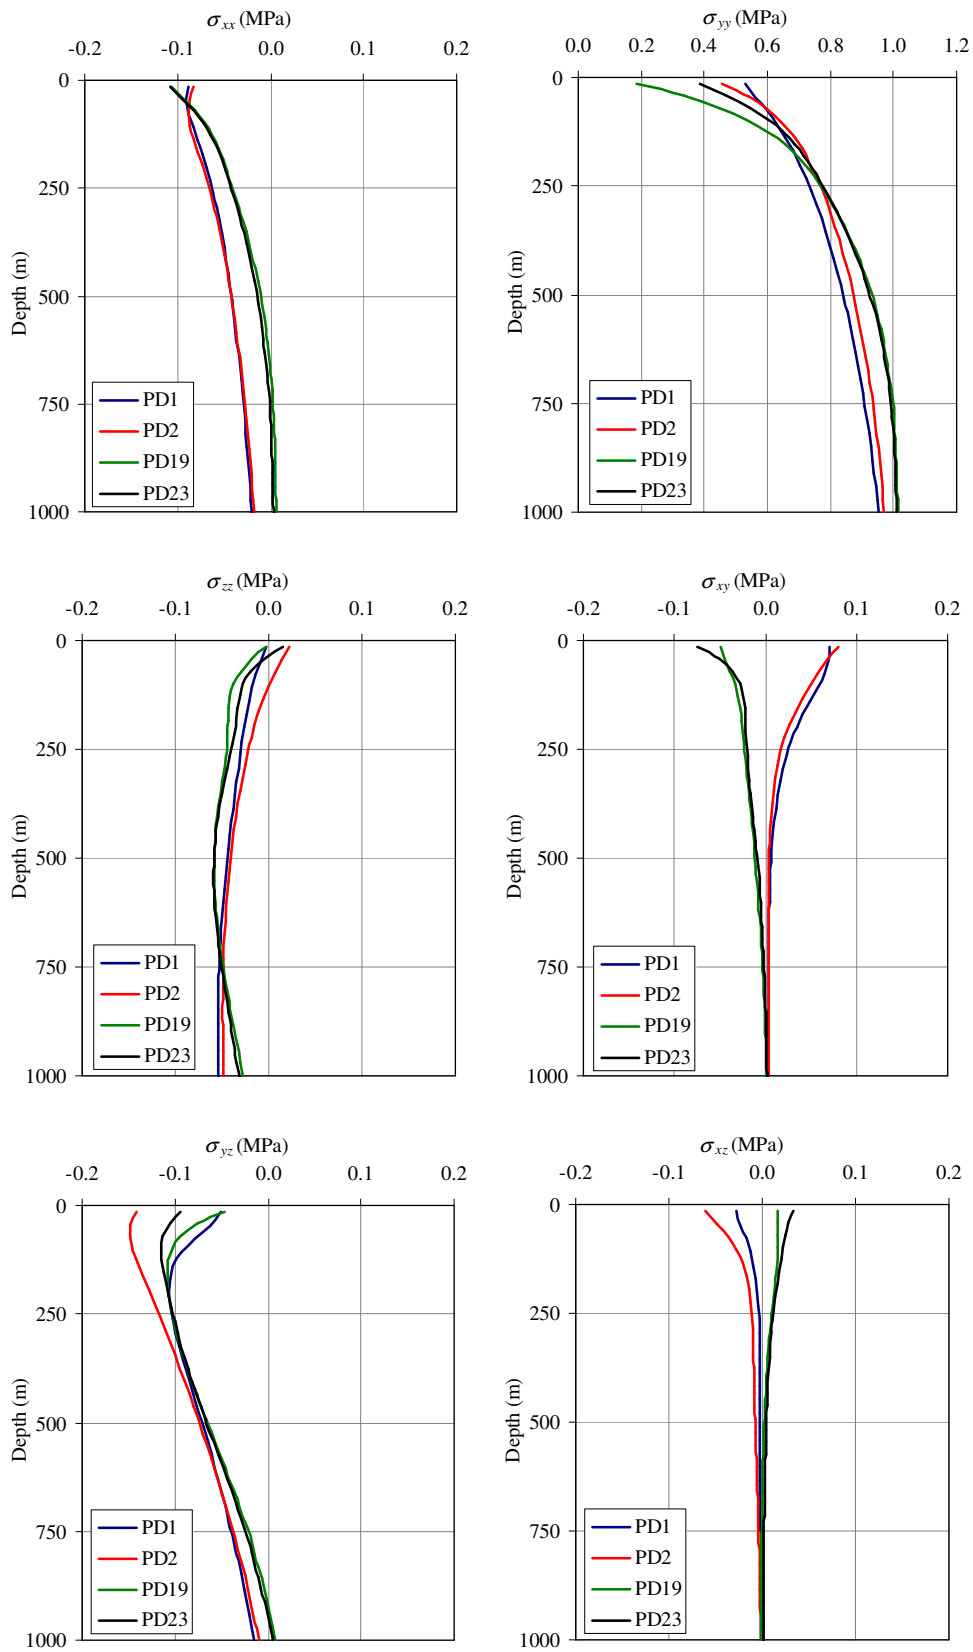 σxx (MPa)
-0.2 -0.1 0.0 0.1 0.2
0
250
500
750
1000
Depth (m)
PD1
PD2
PD19
PD23
σyy (MPa)
0.0 0.2 0.4 0.6 0.8 1.0 1.2
0
250
500
750
1000
Depth (m)
PD1
PD2
PD19
PD23
σzz (MPa)
-0.2 -0.1 0.0 0.1 0.2
0
250
500
750
1000
Depth (m)
PD1
PD2
PD19
PD23
σxy (MPa)
-0.2 -0.1 0.0 0.1 0.2
0
250
500
750
1000
Depth (m)
PD1
PD2
PD19
PD23
σyz (MPa)
-0.2 -0.1 0.0 0.1 0.2
0
250
500
750
1000
Depth (m)
PD1
PD2
PD19
PD23
σxz (MPa)
-0.2 -0.1 0.0 0.1 0.2
0
250
500
750
1000
Depth (m)
PD1
PD2
PD19
PD23